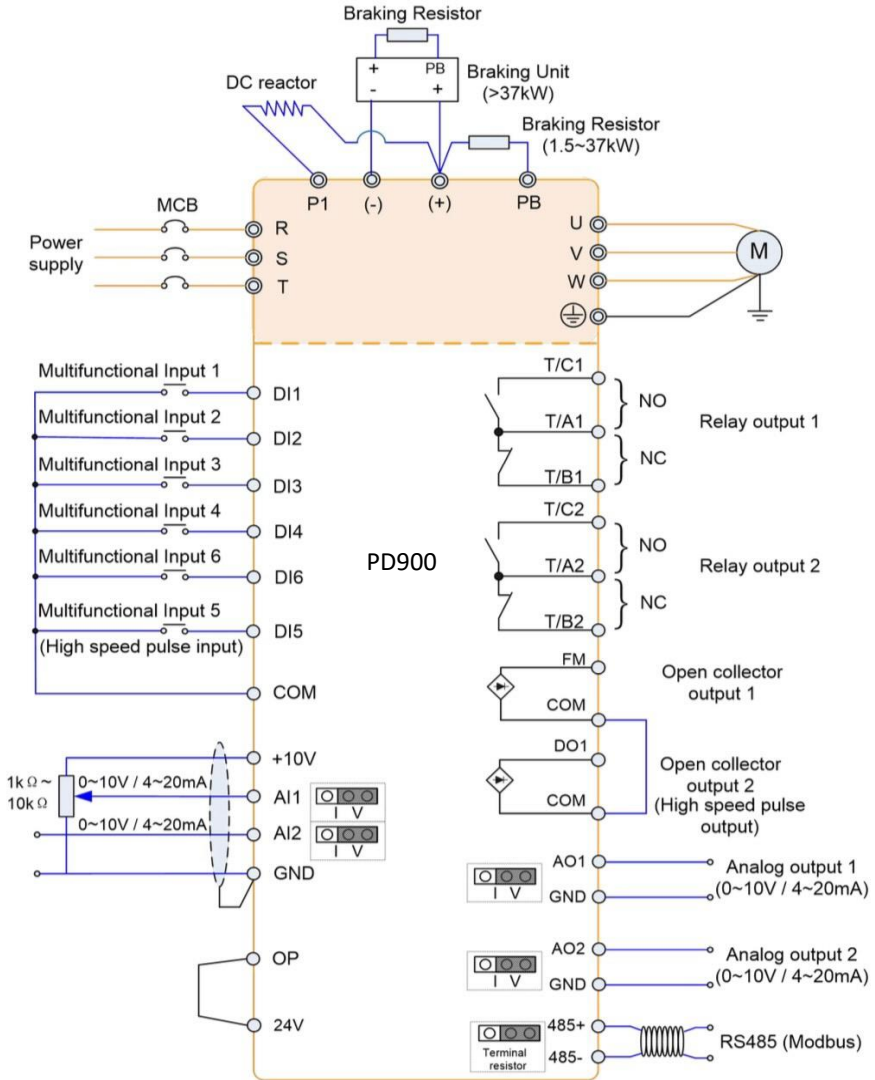 Braking Resistor
+ PB
- +
Braking Unit
(>37kW)
DC reactor
Braking Resistor
(1.5~37kW)
P1 (-) (+) PB
MCB
Power
supply
R
S
T
U
V
W
M
Multifunctional Input 1
DI1
Multifunctional Input 2
DI2
Multifunctional Input 3
DI3
Multifunctional Input 4
DI4
Multifunctional Input 6
DI6
Multifunctional Input 5
(High speed pulse input)
DI5
COM
PD900
T/C1
NO
T/A1
Relay output 1
NC
T/B1
T/C2
NO
T/A2
Relay output 2
NC
T/B2
FM
Open collector
output 1
COM
DO1
Open collector
output 2
(High speed pulse
output)
COM
+10V
1kΩ~
10kΩ
0~10V / 4~20mA
AI1
I V
0~10V / 4~20mA
AI2
I V
GND
AO1
I V
GND
Analog output 1
(0~10V / 4~20mA)
OP
24V
AO2
I V
GND
Analog output 2
(0~10V / 4~20mA)
485+
Terminal
resistor
485-
RS485 (Modbus)